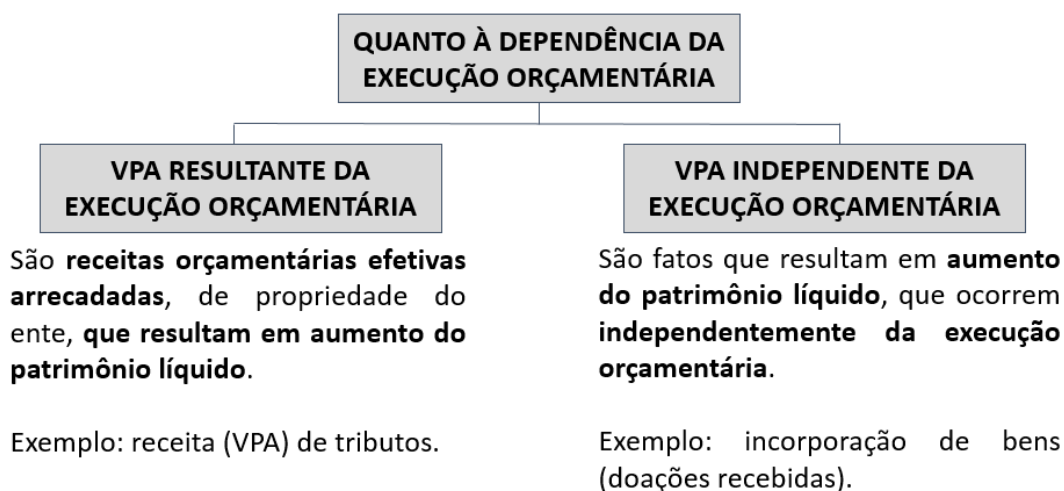 QUANTO À DEPENDÊNCIA DA
EXECUÇÃO ORÇAMENTÁRIA
VPA RESULTANTE DA
EXECUÇÃO ORÇAMENTÁRIA
São receitas orçamentárias efetivas
arrecadadas, de propriedade do
ente, que resultam em aumento do
patrimônio líquido.
Exemplo: receita (VPA) de tributos.
VPA INDEPENDENTE DA
EXECUÇÃO ORÇAMENTÁRIA
São fatos que resultam em aumento
do patrimônio líquido, que ocorrem
independentemente da execução
orçamentária.
Exemplo: incorporação de bens
(doações recebidas).